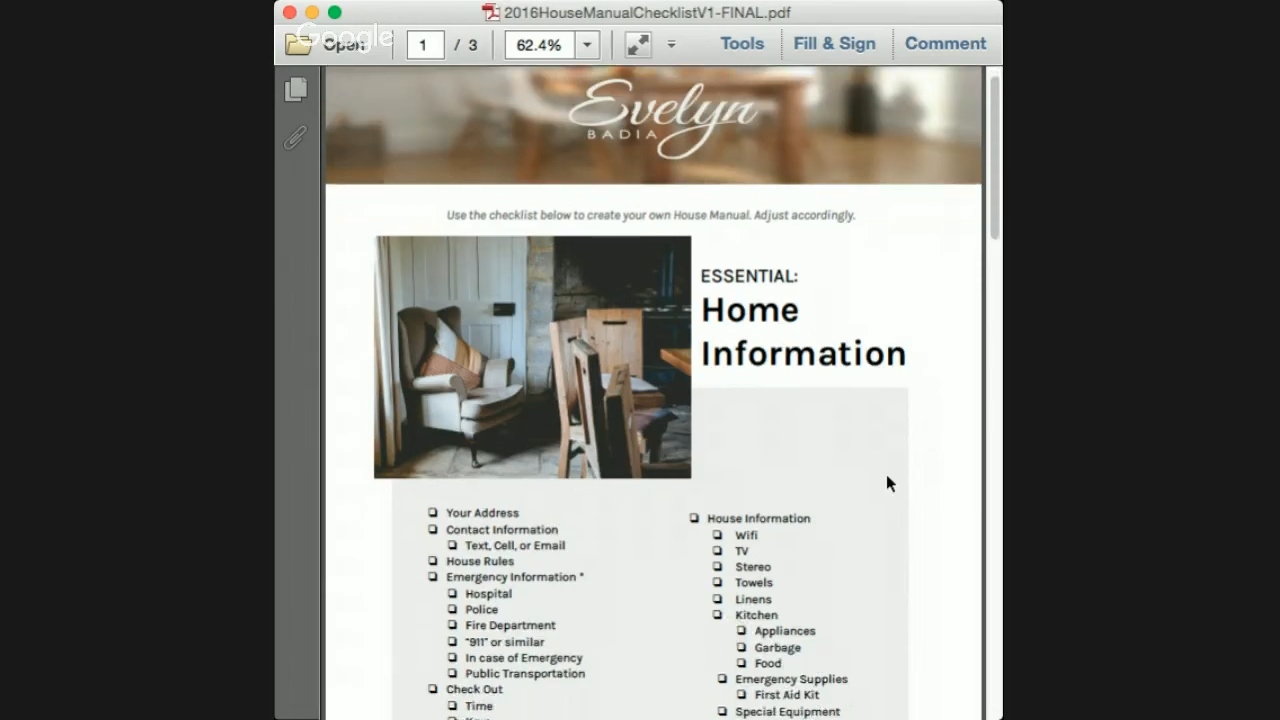 2016HouseManualChecklistV1-FINAL.pdf
Google
Open
1 / 3
62.4%
Tools
Fill & Sign
Comment
Evelyn
BADIA
Use the checklist below to create your own House Manual. Adjust accordingly.
ESSENTIAL:
Home
Information
Your Address
Contact Information
Text, Cell, or Email
House Rules
Emergency Information *
Hospital
Police
Fire Department
"911" or similar
In case of Emergency
Public Transportation
Check Out
Time
House Information
Wifi
TV
Stereo
Towels
Linens
Kitchen
Appliances
Garbage
Food
Emergency Supplies
First Aid Kit
Special Equipment